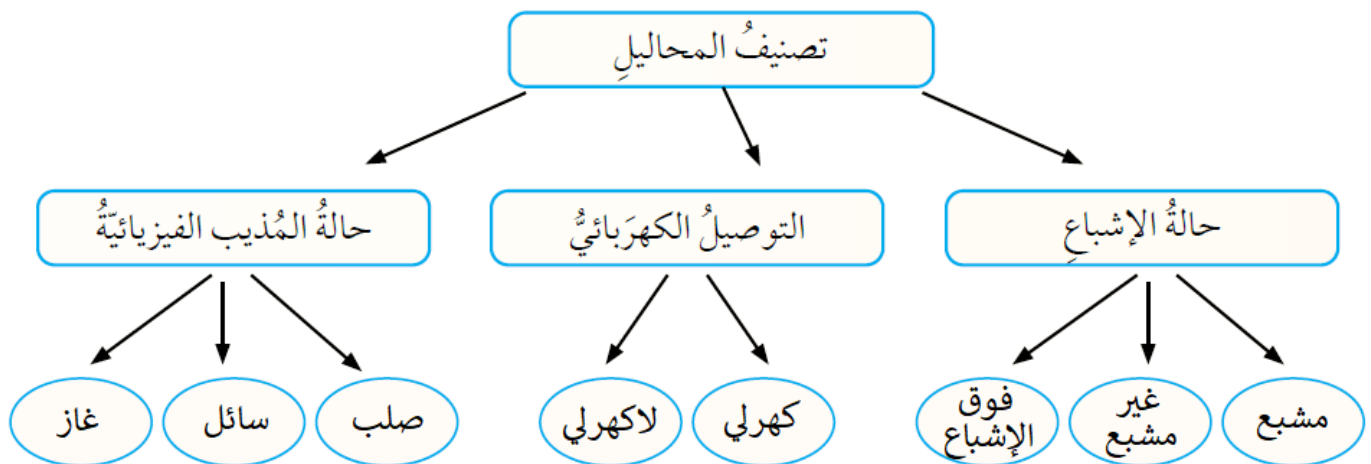 تصنيفُ المحاليلِ
حالةُ الإشباعِ
التوصيلُ الكهرَبائيُّ
حالةُ المُذيب الفيزيائيّةُ
مشبع
غير
مشبع
فوق
الإشباع
كهرلي
لاكهرلي
صلب
سائل
غاز